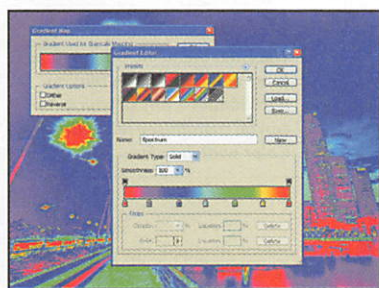 Gradient Map
Gradient Used for Grayscale Mapping
Gradient Options
Dither
Reverse
Gradient Editor
Presets
OK
Cancel
Load...
Save...
Name: Spectrum
New
Gradient Type: Solid
Smoothness: 100 %
Stops
Opacity: % Location: % Delete
Color: Location: % Delete